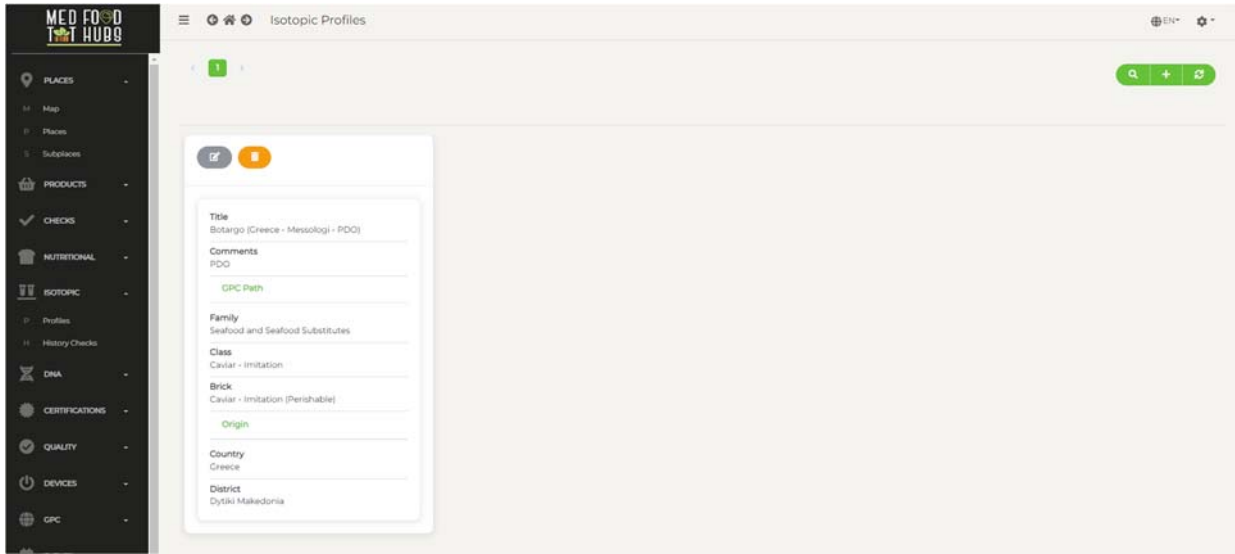 MED FOOD
TTT HUBS
Isotopic Profiles
EN
1
PLACES
M Map
P Places
S Subplaces
PRODUCTS
CHECKS
NUTRITIONAL
ISOTOPIC
P Profiles
H History Checks
DNA
CERTIFICATIONS
QUALITY
DEVICES
GPC
Title
Botargo (Greece - Messologi - PDO)
Comments
PDO
GPC Path
Family
Seafood and Seafood Substitutes
Class
Caviar - Imitation
Brick
Caviar - Imitation (Perishable)
Origin
Country
Greece
District
Dytiki Makedonia